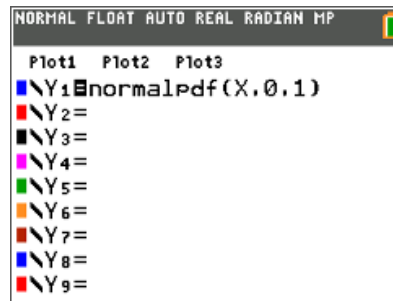 NORMAL FLOAT AUTO REAL RADIAN MP
Plot1 Plot2 Plot3
\Y1=normalpdf(X,0,1)
\Y2=
\Y3=
\Y4=
\Y5=
\Y6=
\Y7=
\Y8=
\Y9=